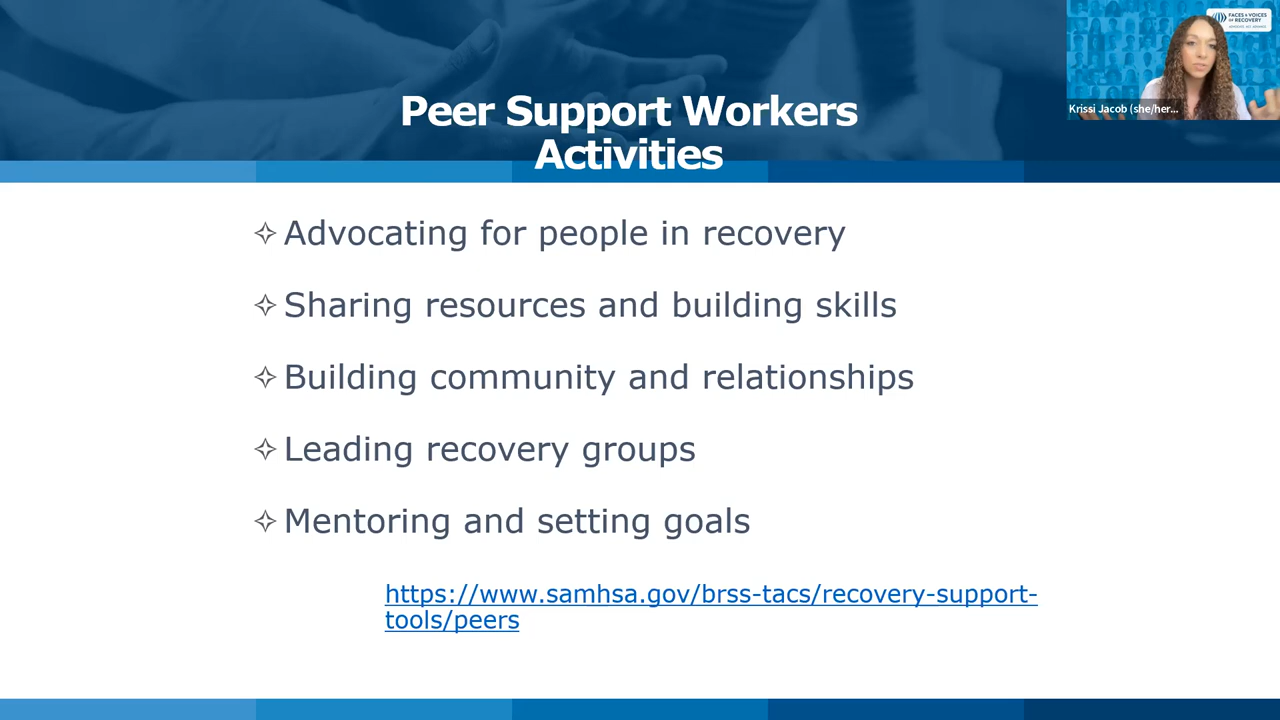 FACES & VOICES
OF RECOVERY
Krissi Jacob (she/her...
Peer Support Workers
Activities
✧ Advocating for people in recovery
✧ Sharing resources and building skills
✧ Building community and relationships
✧ Leading recovery groups
✧ Mentoring and setting goals
https://www.samhsa.gov/brss-tacs/recovery-support-
tools/peers